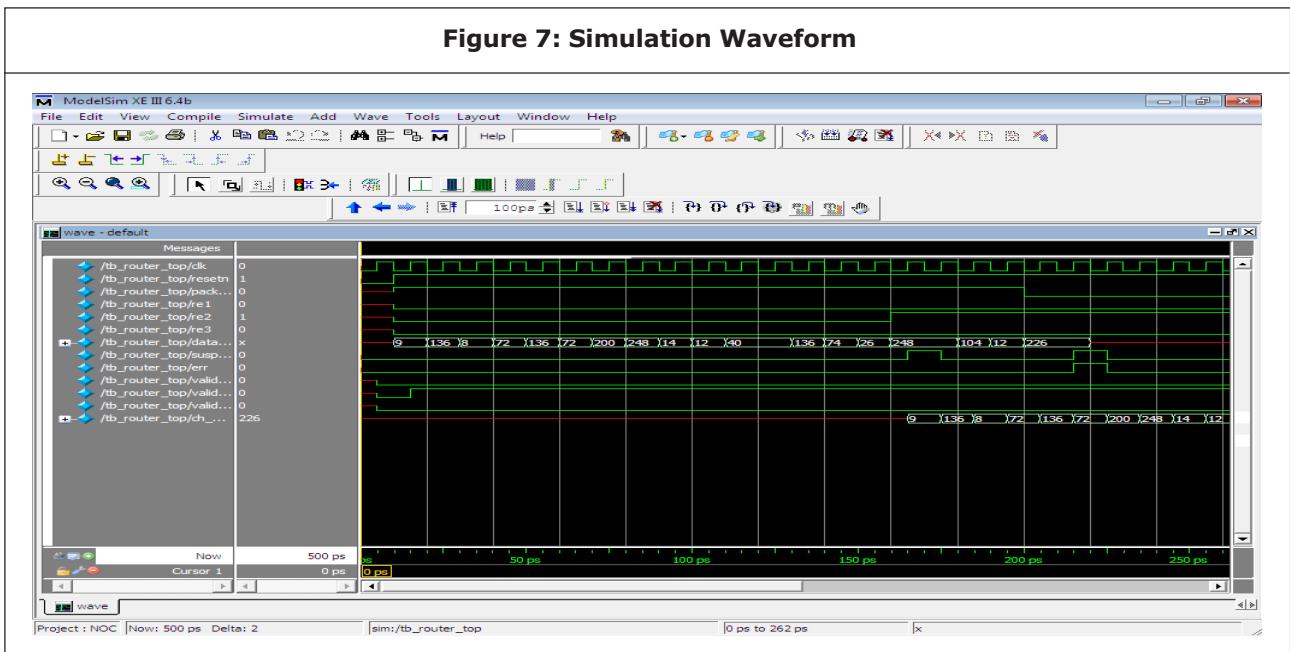 Figure 7: Simulation Waveform
ModelSim XE III 6.4b
File Edit View Compile Simulate Add Wave Tools Layout Window Help
Help
100ps
wave - default
Messages
/tb_router_top/clk 0
/tb_router_top/resetn 1
/tb_router_top/pack... 0
/tb_router_top/re1 0
/tb_router_top/re2 1
/tb_router_top/re3 0
/tb_router_top/data... x 9 136 8 72 136 72 200 248 14 12 40 136 74 26 248 104 12 226
/tb_router_top/susp... 0
/tb_router_top/err 0
/tb_router_top/valid... 0
/tb_router_top/valid... 0
/tb_router_top/valid... 0
/tb_router_top/ch_... 226 9 136 8 72 136 72 200 248 14 12
Now 500 ps ps 50 ps 100 ps 150 ps 200 ps 250 ps
Cursor 1 0 ps 0 ps
wave
Project : NOC Now: 500 ps Delta: 2 sim:/tb_router_top 0 ps to 262 ps x